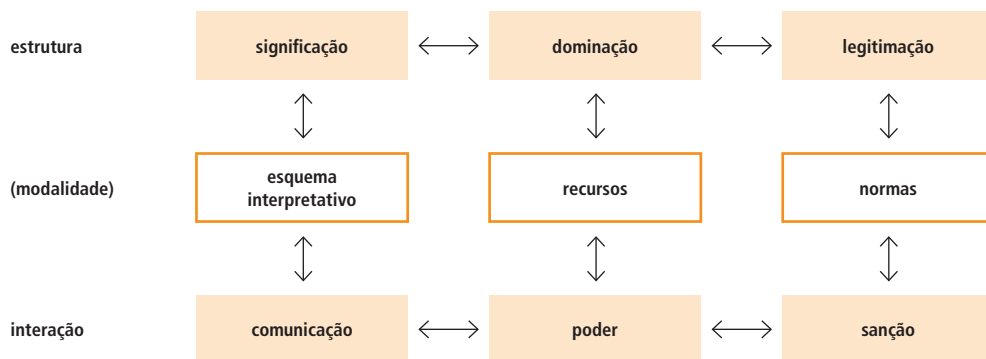 estrutura
significação
dominação
legitimação
(modalidade)
esquema
interpretativo
recursos
normas
interação
comunicação
poder
sanção